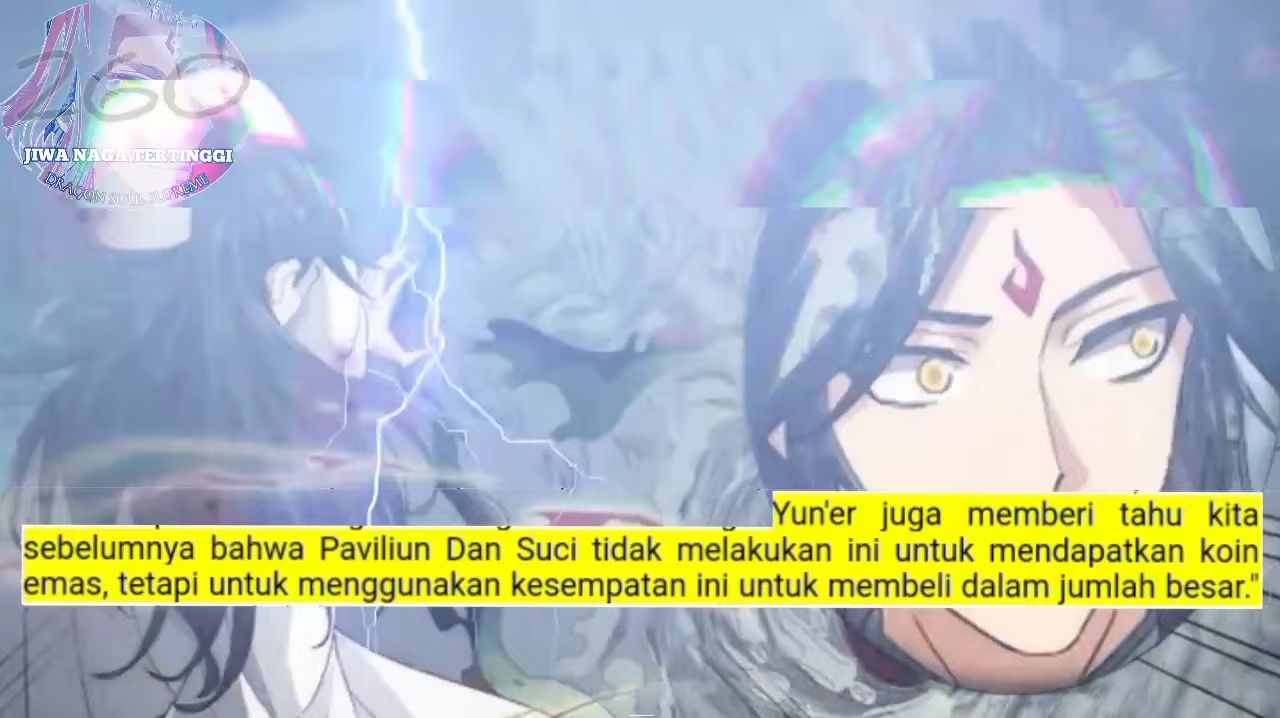 260
JIWA NAGA TERTINGGI
DRAGON SOUL SUPREME
Yun'er juga memberi tahu kita
sebelumnya bahwa Paviliun Dan Suci tidak melakukan ini untuk mendapatkan koin
emas, tetapi untuk menggunakan kesempatan ini untuk membeli dalam jumlah besar."